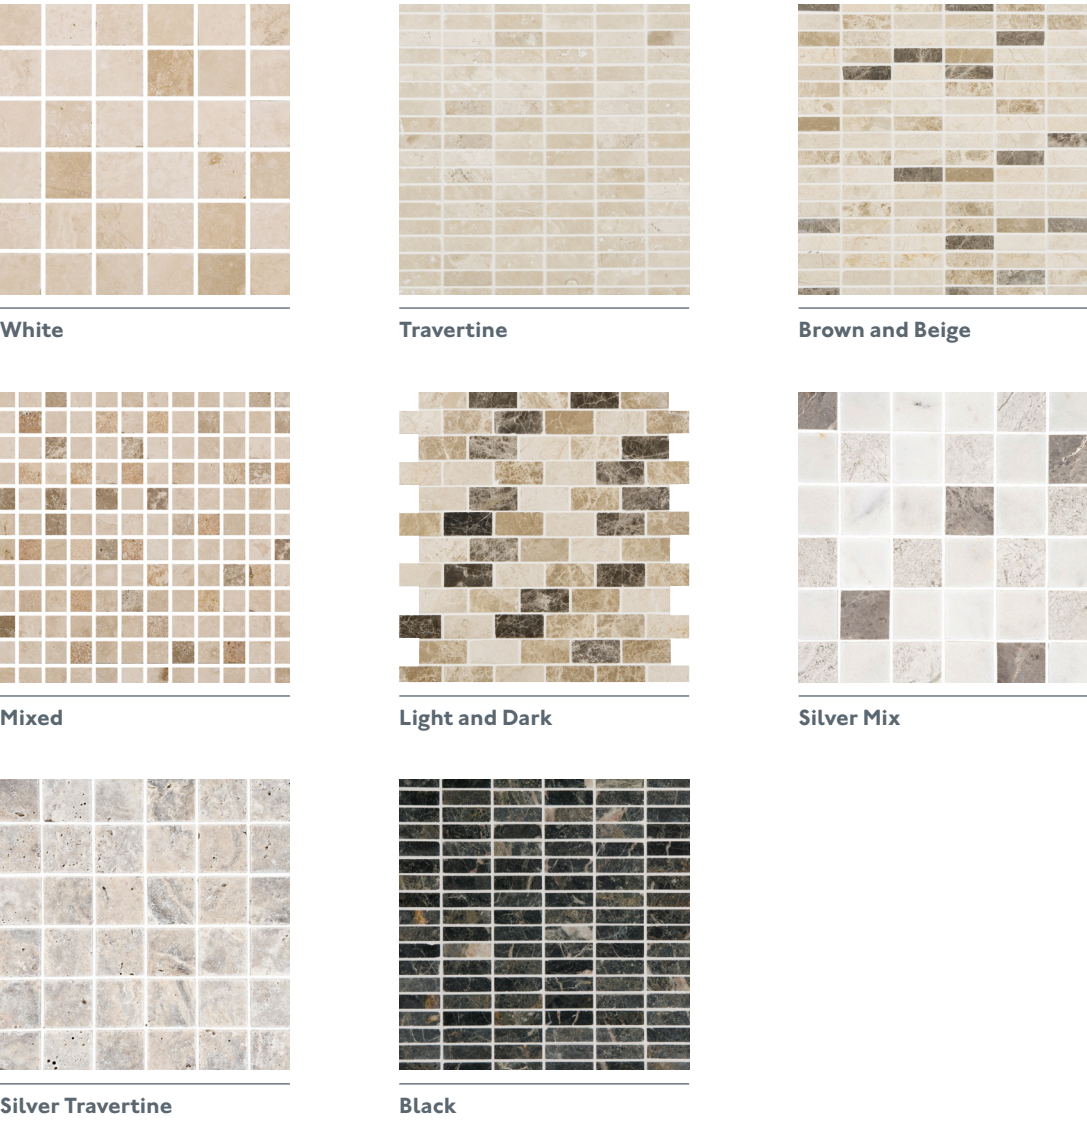 White
Travertine
Brown and Beige
Mixed
Light and Dark
Silver Mix
Silver Travertine
Black